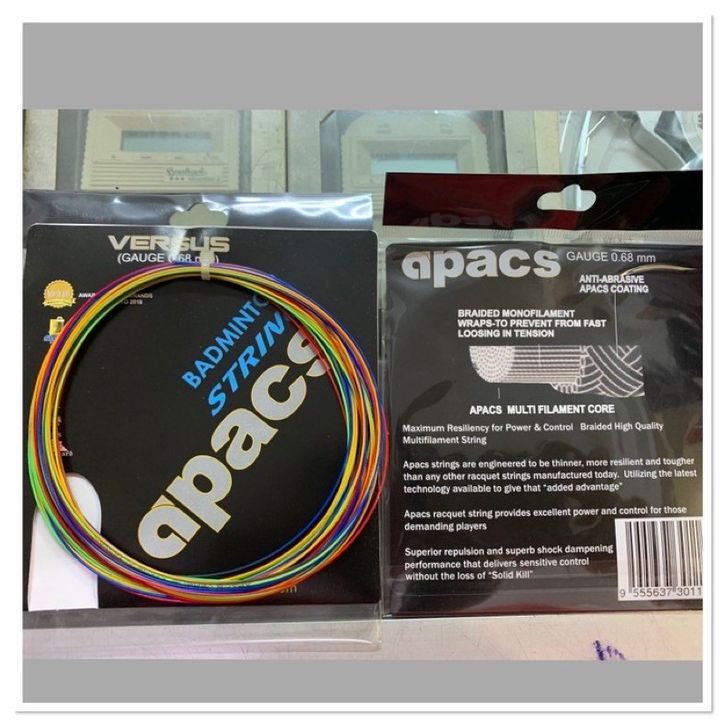 VERSUS
(GAUGE 0.68 mm)
BADMINTO
STRIN
apacs
apacs
GAUGE 0.68 mm
ANTI-ABRASIVE
APACS COATING
BRAIDED MONOFILAMENT
WRAPS-TO PREVENT FROM FAST
LOOSING IN TENSION
APACS MULTI FILAMENT CORE
Maximum Resiliency for Power & Control Braided High Quality
Multifilament String
Apacs strings are engineered to be thinner, more resilient and tougher
than any other racquet strings manufactured today. Utilizing the latest
technology available to give that "added advantage"
Apacs racquet string provides excellent power and control for those
demanding players
Superior repulsion and superb shock dampening
performance that delivers sensitive control
without the loss of "Solid Kill"
9 555637 3011